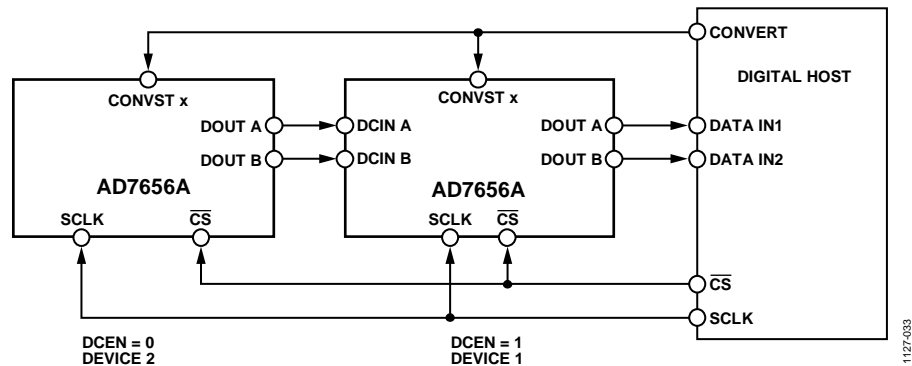 CONVERT
DIGITAL HOST
CONVST x
CONVST x
DOUT A
DCIN A
DOUT A
DATA IN1
DOUT B
DCIN B
DOUT B
DATA IN2
AD7656A
AD7656A
SCLK
CS
SCLK
CS
CS
SCLK
DCEN = 0
DEVICE 2
DCEN = 1
DEVICE 1
1127-033